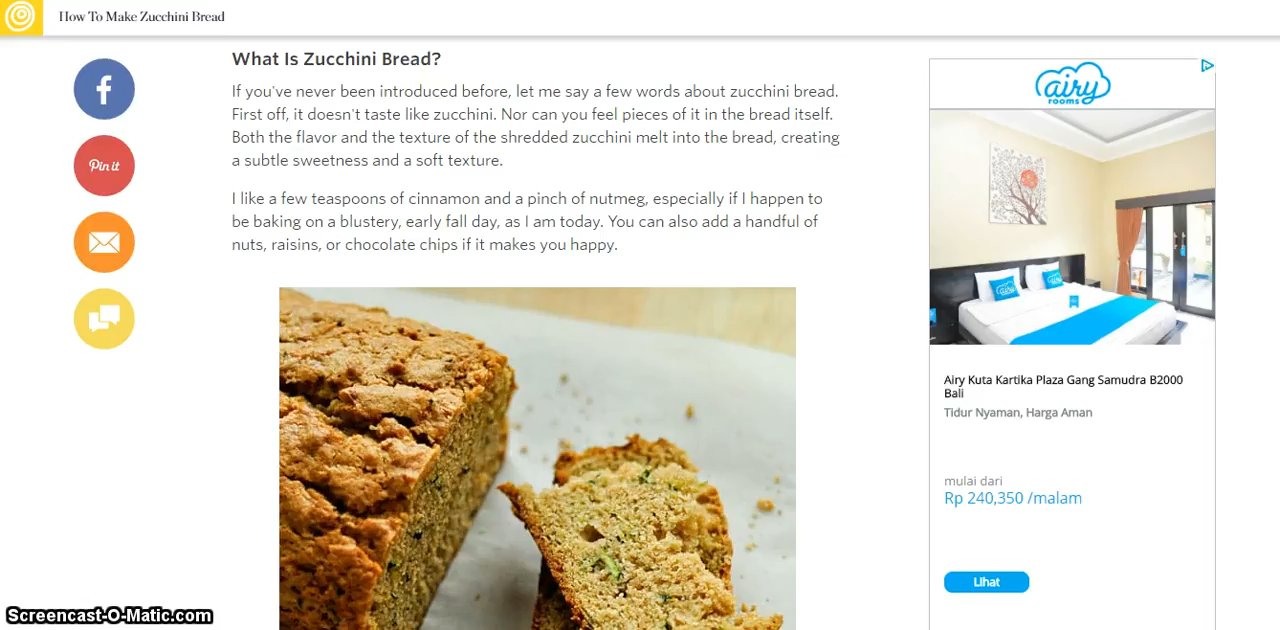 How To Make Zucchini Bread
What Is Zucchini Bread?
If you've never been introduced before, let me say a few words about zucchini bread.
First off, it doesn't taste like zucchini. Nor can you feel pieces of it in the bread itself.
Both the flavor and the texture of the shredded zucchini melt into the bread, creating
a subtle sweetness and a soft texture.
I like a few teaspoons of cinnamon and a pinch of nutmeg, especially if I happen to
be baking on a blustery, early fall day, as I am today. You can also add a handful of
nuts, raisins, or chocolate chips if it makes you happy.
f
Pin it
airy
rooms
airy
airy
Airy Kuta Kartika Plaza Gang Samudra B2000
Bali
Tidur Nyaman, Harga Aman
mulai dari
Rp 240,350 /malam
Lihat
Screencast-O-Matic.com